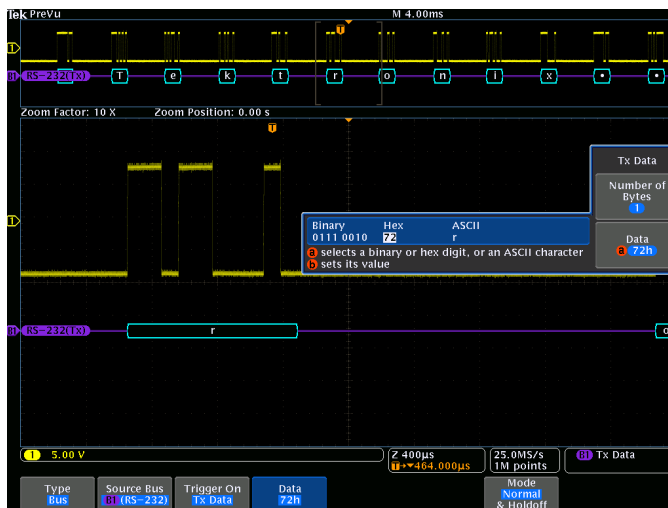 Tek PreVu M 4.00ms
T
1
B1 RS-232(Tx) T e k t r o n i x • •
Zoom Factor: 10 X Zoom Position: 0.00 s
T
Tx Data
Number of
Bytes
1
1
Binary Hex ASCII
0111 0010 72 r
Data
a 72h
a selects a binary or hex digit, or an ASCII character
b sets its value
B1 RS-232(Tx) r o
1 5.00 V
Z 400µs
T→▼464.000µs
25.0MS/s
1M points
B1 Tx Data
Type
Bus
Source Bus
B1 (RS-232)
Trigger On
Tx Data
Data
72h
Mode
Normal
& Holdoff